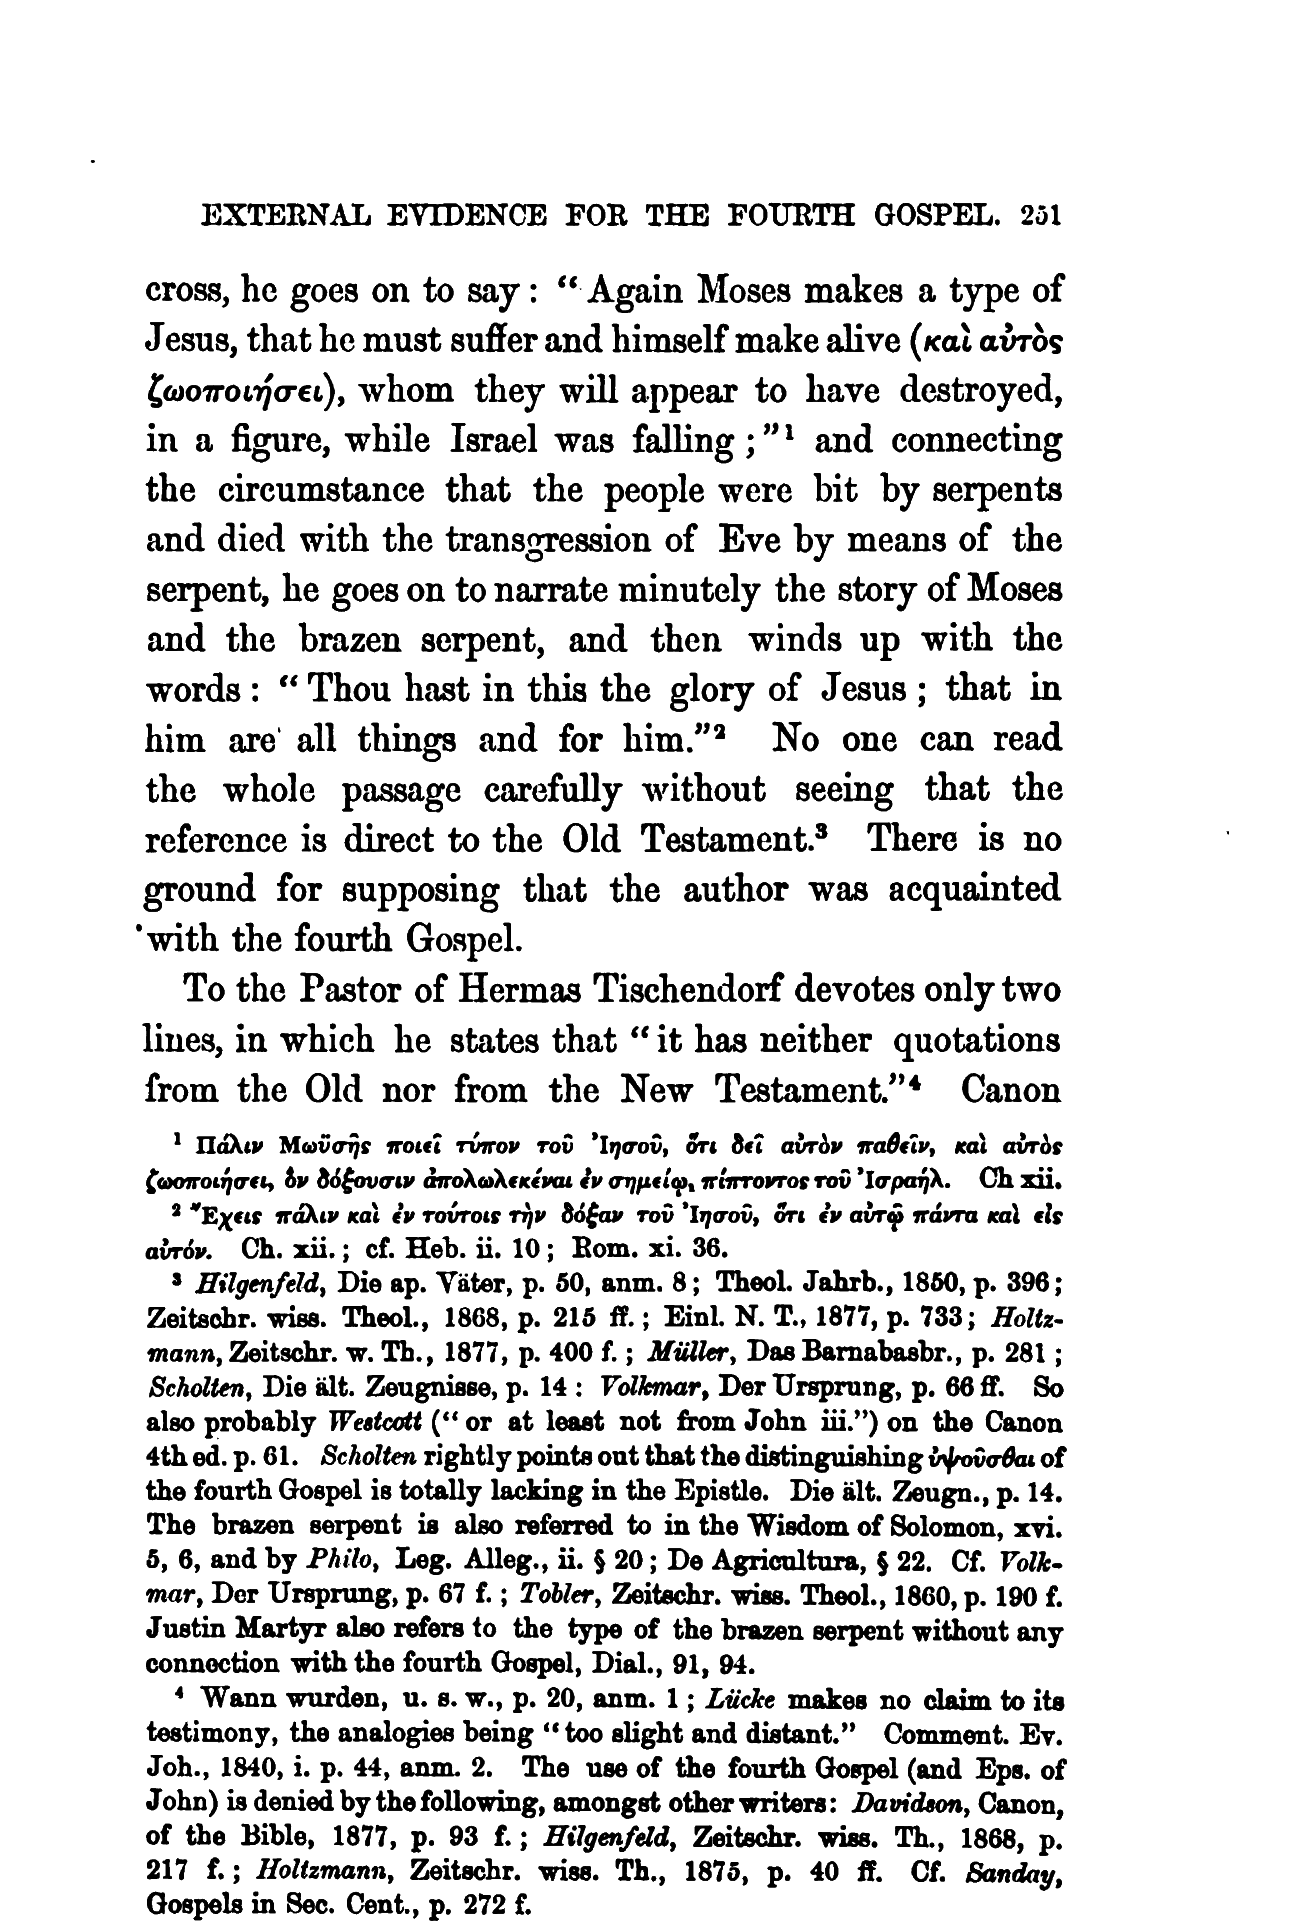 EXTERNAL EVIDENCE FOR THE FOURTH GOSPEL. 251
cross, he goes on to say : “ Again Moses makes a type of
Jesus, that he must suffer and himself make alive (καὶ αὐτὸς
ζωοποιήσει), whom they will appear to have destroyed,
in a figure, while Israel was falling ;”¹ and connecting
the circumstance that the people were bit by serpents
and died with the transgression of Eve by means of the
serpent, he goes on to narrate minutely the story of Moses
and the brazen serpent, and then winds up with the
words : “ Thou hast in this the glory of Jesus ; that in
him are all things and for him.”² No one can read
the whole passage carefully without seeing that the
reference is direct to the Old Testament.³ There is no
ground for supposing that the author was acquainted
with the fourth Gospel.
To the Pastor of Hermas Tischendorf devotes only two
lines, in which he states that “ it has neither quotations
from the Old nor from the New Testament.”⁴ Canon
¹ Πάλιν Μωϋσῆς ποιεῖ τύπον τοῦ Ἰησοῦ, ὅτι δεῖ αὐτὸν παθεῖν, καὶ αὐτὸς
ζωοποιήσει, ὃν δόξουσιν ἀπολωλεκέναι ἐν σημείῳ, πίπτοντος τοῦ Ἰσραήλ. Ch xii.
² Ἔχεις πάλιν καὶ ἐν τούτοις τὴν δόξαν τοῦ Ἰησοῦ, ὅτι ἐν αὐτῷ πάντα καὶ εἰς
αὐτόν. Ch. xii. ; cf. Heb. ii. 10 ; Rom. xi. 36.
³ Hilgenfeld, Die ap. Väter, p. 50, anm. 8 ; Theol. Jahrb., 1850, p. 396 ;
Zeitschr. wiss. Theol., 1868, p. 215 ff. ; Einl. N. T., 1877, p. 733 ; Holtz-
mann, Zeitschr. w. Th., 1877, p. 400 f. ; Müller, Das Barnabasbr., p. 281 ;
Scholten, Die ält. Zeugnisse, p. 14 : Volkmar, Der Ursprung, p. 66 ff. So
also probably Westcott (“ or at least not from John iii.”) on the Canon
4th ed. p. 61. Scholten rightly points out that the distinguishing ὑψοῦσθαι of
the fourth Gospel is totally lacking in the Epistle. Die ält. Zeugn., p. 14.
The brazen serpent is also referred to in the Wisdom of Solomon, xvi.
5, 6, and by Philo, Leg. Alleg., ii. § 20 ; De Agricultura, § 22. Cf. Volk-
mar, Der Ursprung, p. 67 f. ; Tobler, Zeitschr. wiss. Theol., 1860, p. 190 f.
Justin Martyr also refers to the type of the brazen serpent without any
connection with the fourth Gospel, Dial., 91, 94.
⁴ Wann wurden, u. s. w., p. 20, anm. 1 ; Lücke makes no claim to its
testimony, the analogies being “ too slight and distant.” Comment. Ev.
Joh., 1840, i. p. 44, anm. 2. The use of the fourth Gospel (and Eps. of
John) is denied by the following, amongst other writers : Davidson, Canon,
of the Bible, 1877, p. 93 f. ; Hilgenfeld, Zeitschr. wiss. Th., 1868, p.
217 f. ; Holtzmann, Zeitschr. wiss. Th., 1875, p. 40 ff. Cf. Sanday,
Gospels in Sec. Cent., p. 272 f.